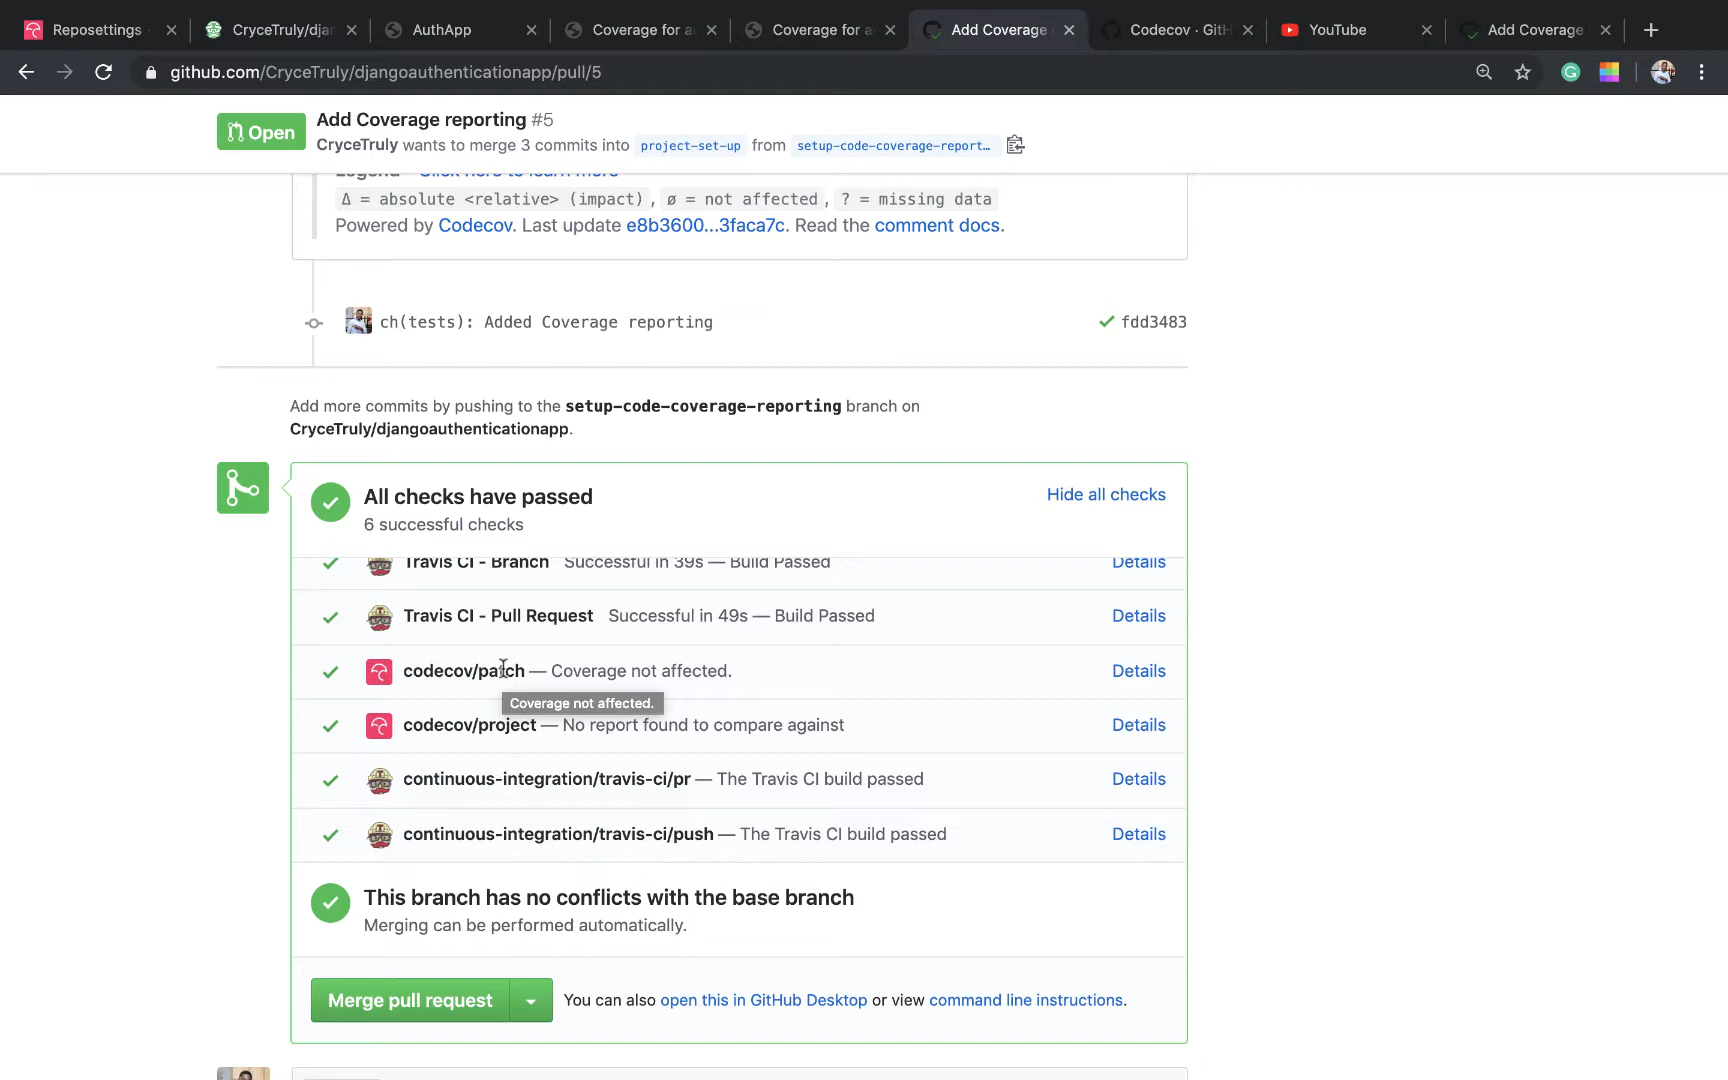 Reposettings
CryceTruly/djan
AuthApp
Coverage for a
Coverage for a
Add Coverage
Codecov · GitH
YouTube
Add Coverage
github.com/CryceTruly/djangoauthenticationapp/pull/5
Open
Add Coverage reporting #5
CryceTruly wants to merge 3 commits into project-set-up from setup-code-coverage-report…
Legend - Click here to learn more
Δ = absolute <relative> (impact), ø = not affected, ? = missing data
Powered by Codecov. Last update e8b3600...3faca7c. Read the comment docs.
ch(tests): Added Coverage reporting
fdd3483
Add more commits by pushing to the setup-code-coverage-reporting branch on
CryceTruly/djangoauthenticationapp.
All checks have passed
Hide all checks
6 successful checks
Travis CI - Branch Successful in 39s — Build Passed Details
Travis CI - Pull Request Successful in 49s — Build Passed Details
codecov/patch — Coverage not affected. Details
Coverage not affected.
codecov/project — No report found to compare against Details
continuous-integration/travis-ci/pr — The Travis CI build passed Details
continuous-integration/travis-ci/push — The Travis CI build passed Details
This branch has no conflicts with the base branch
Merging can be performed automatically.
Merge pull request
You can also open this in GitHub Desktop or view command line instructions.